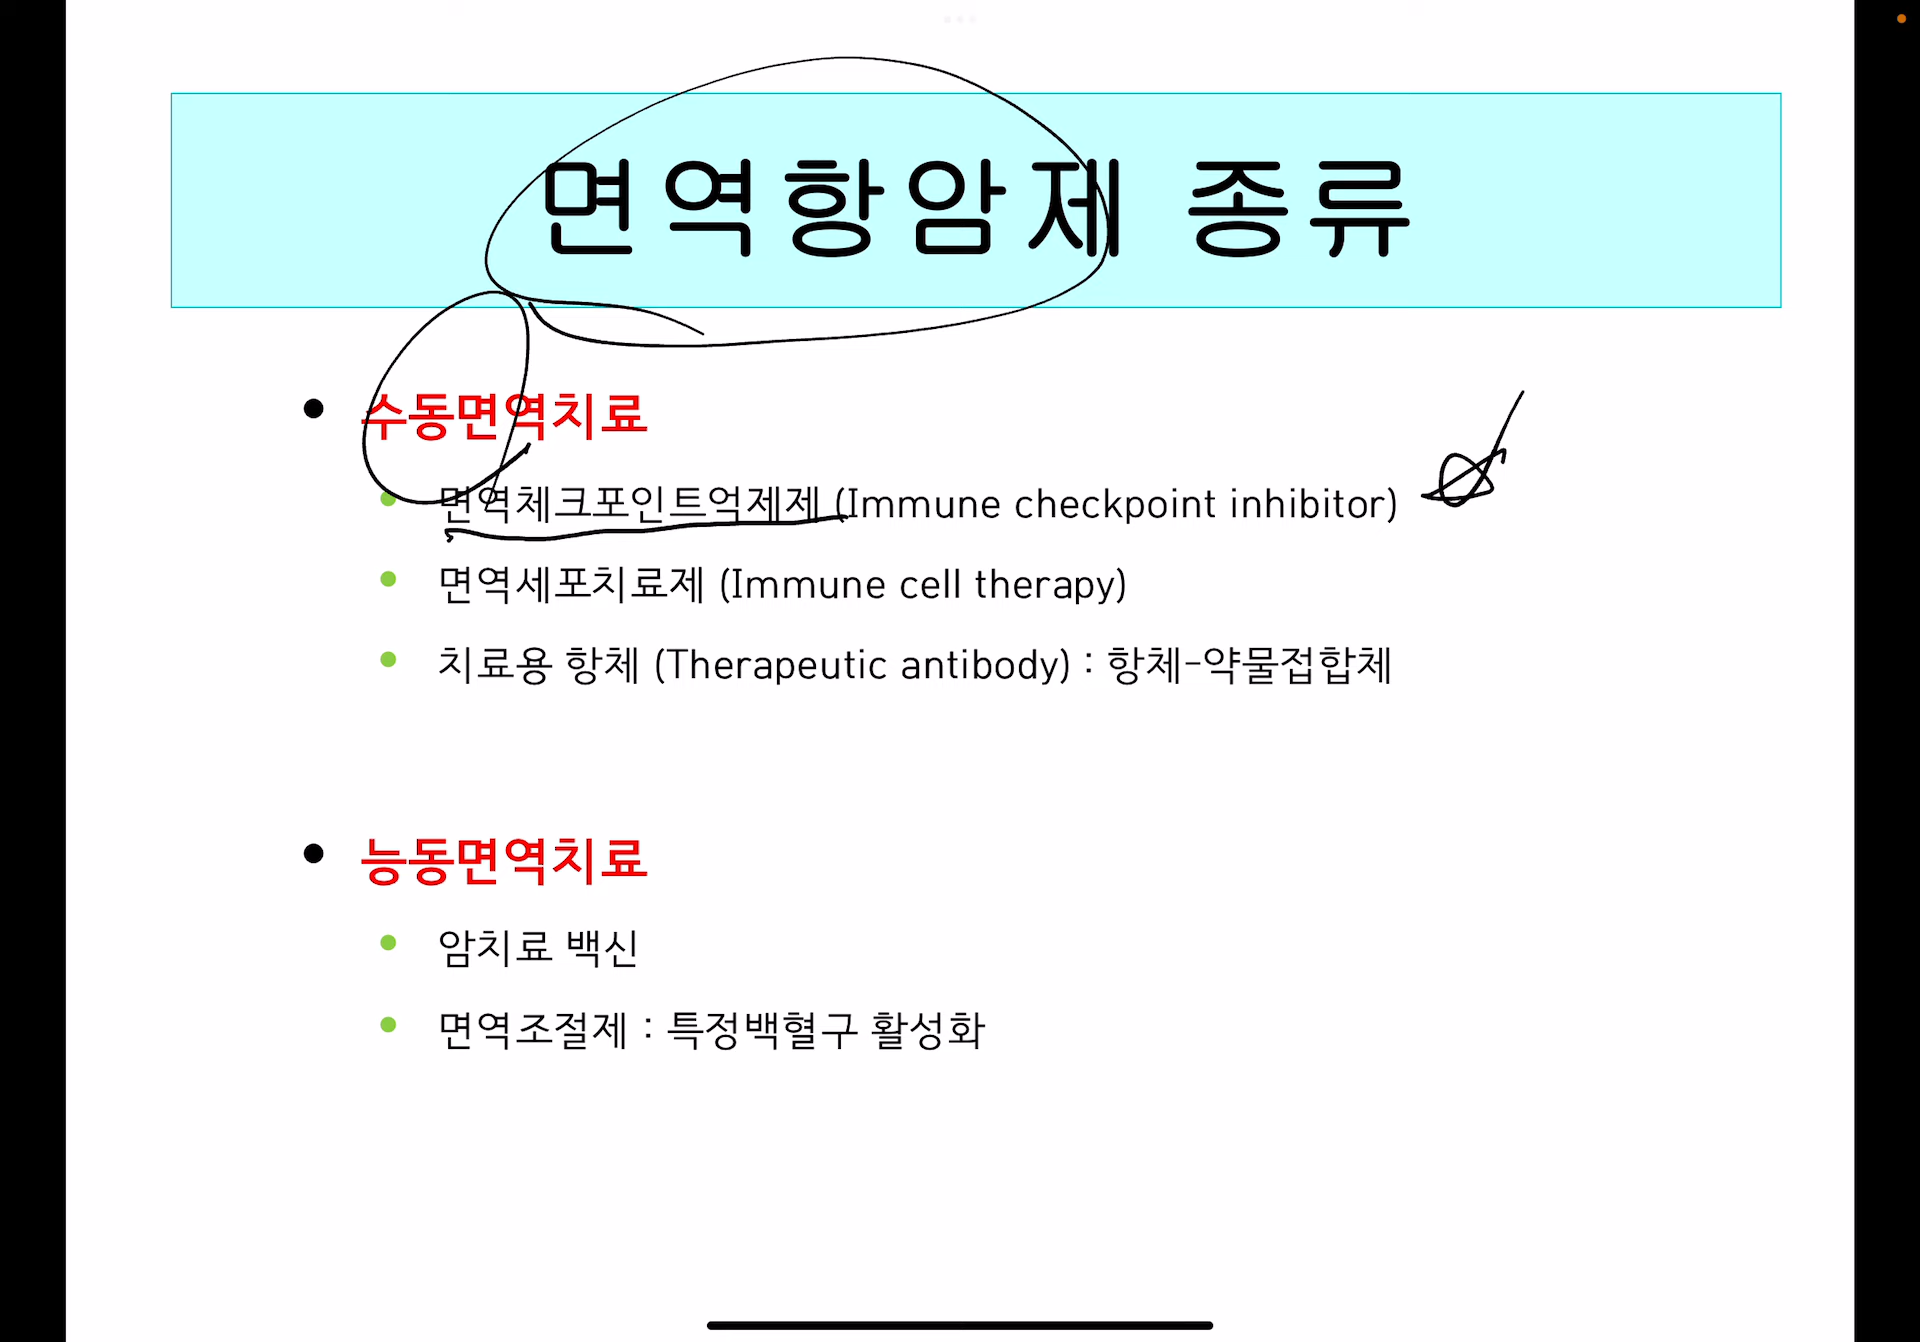 면역항암제 종류
• 수동면역치료
• 면역체크포인트억제제 (Immune checkpoint inhibitor)
• 면역세포치료제 (Immune cell therapy)
• 치료용 항체 (Therapeutic antibody) : 항체-약물접합체
• 능동면역치료
• 암치료 백신
• 면역조절제 : 특정백혈구 활성화